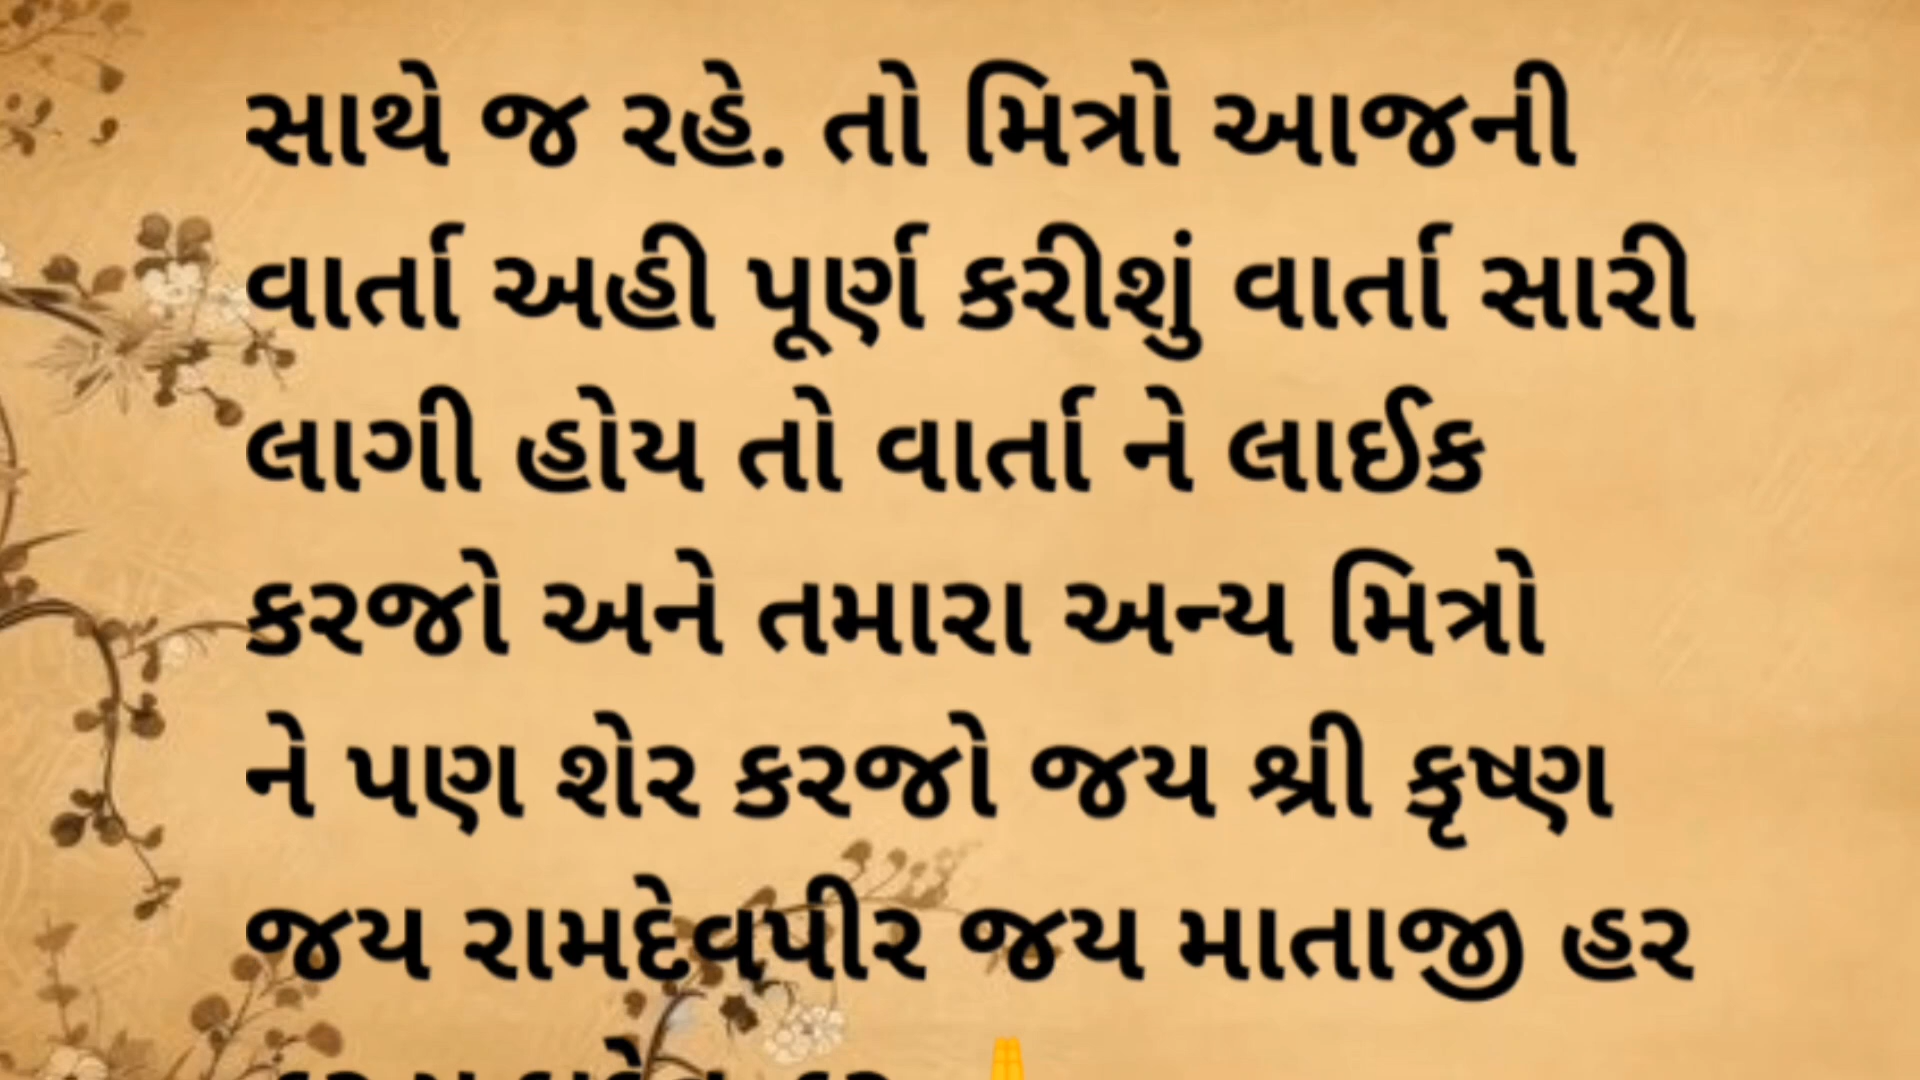 સાથે જ રહે. તો મિત્રો આજની
વાર્તા અહી પૂર્ણ કરીશું વાર્તા સારી
લાગી હોય તો વાર્તા ને લાઈક
કરજો અને તમારા અન્ય મિત્રો
ને પણ શેર કરજો જય શ્રી કૃષ્ણ
જય રામદેવપીર જય માતાજી હર